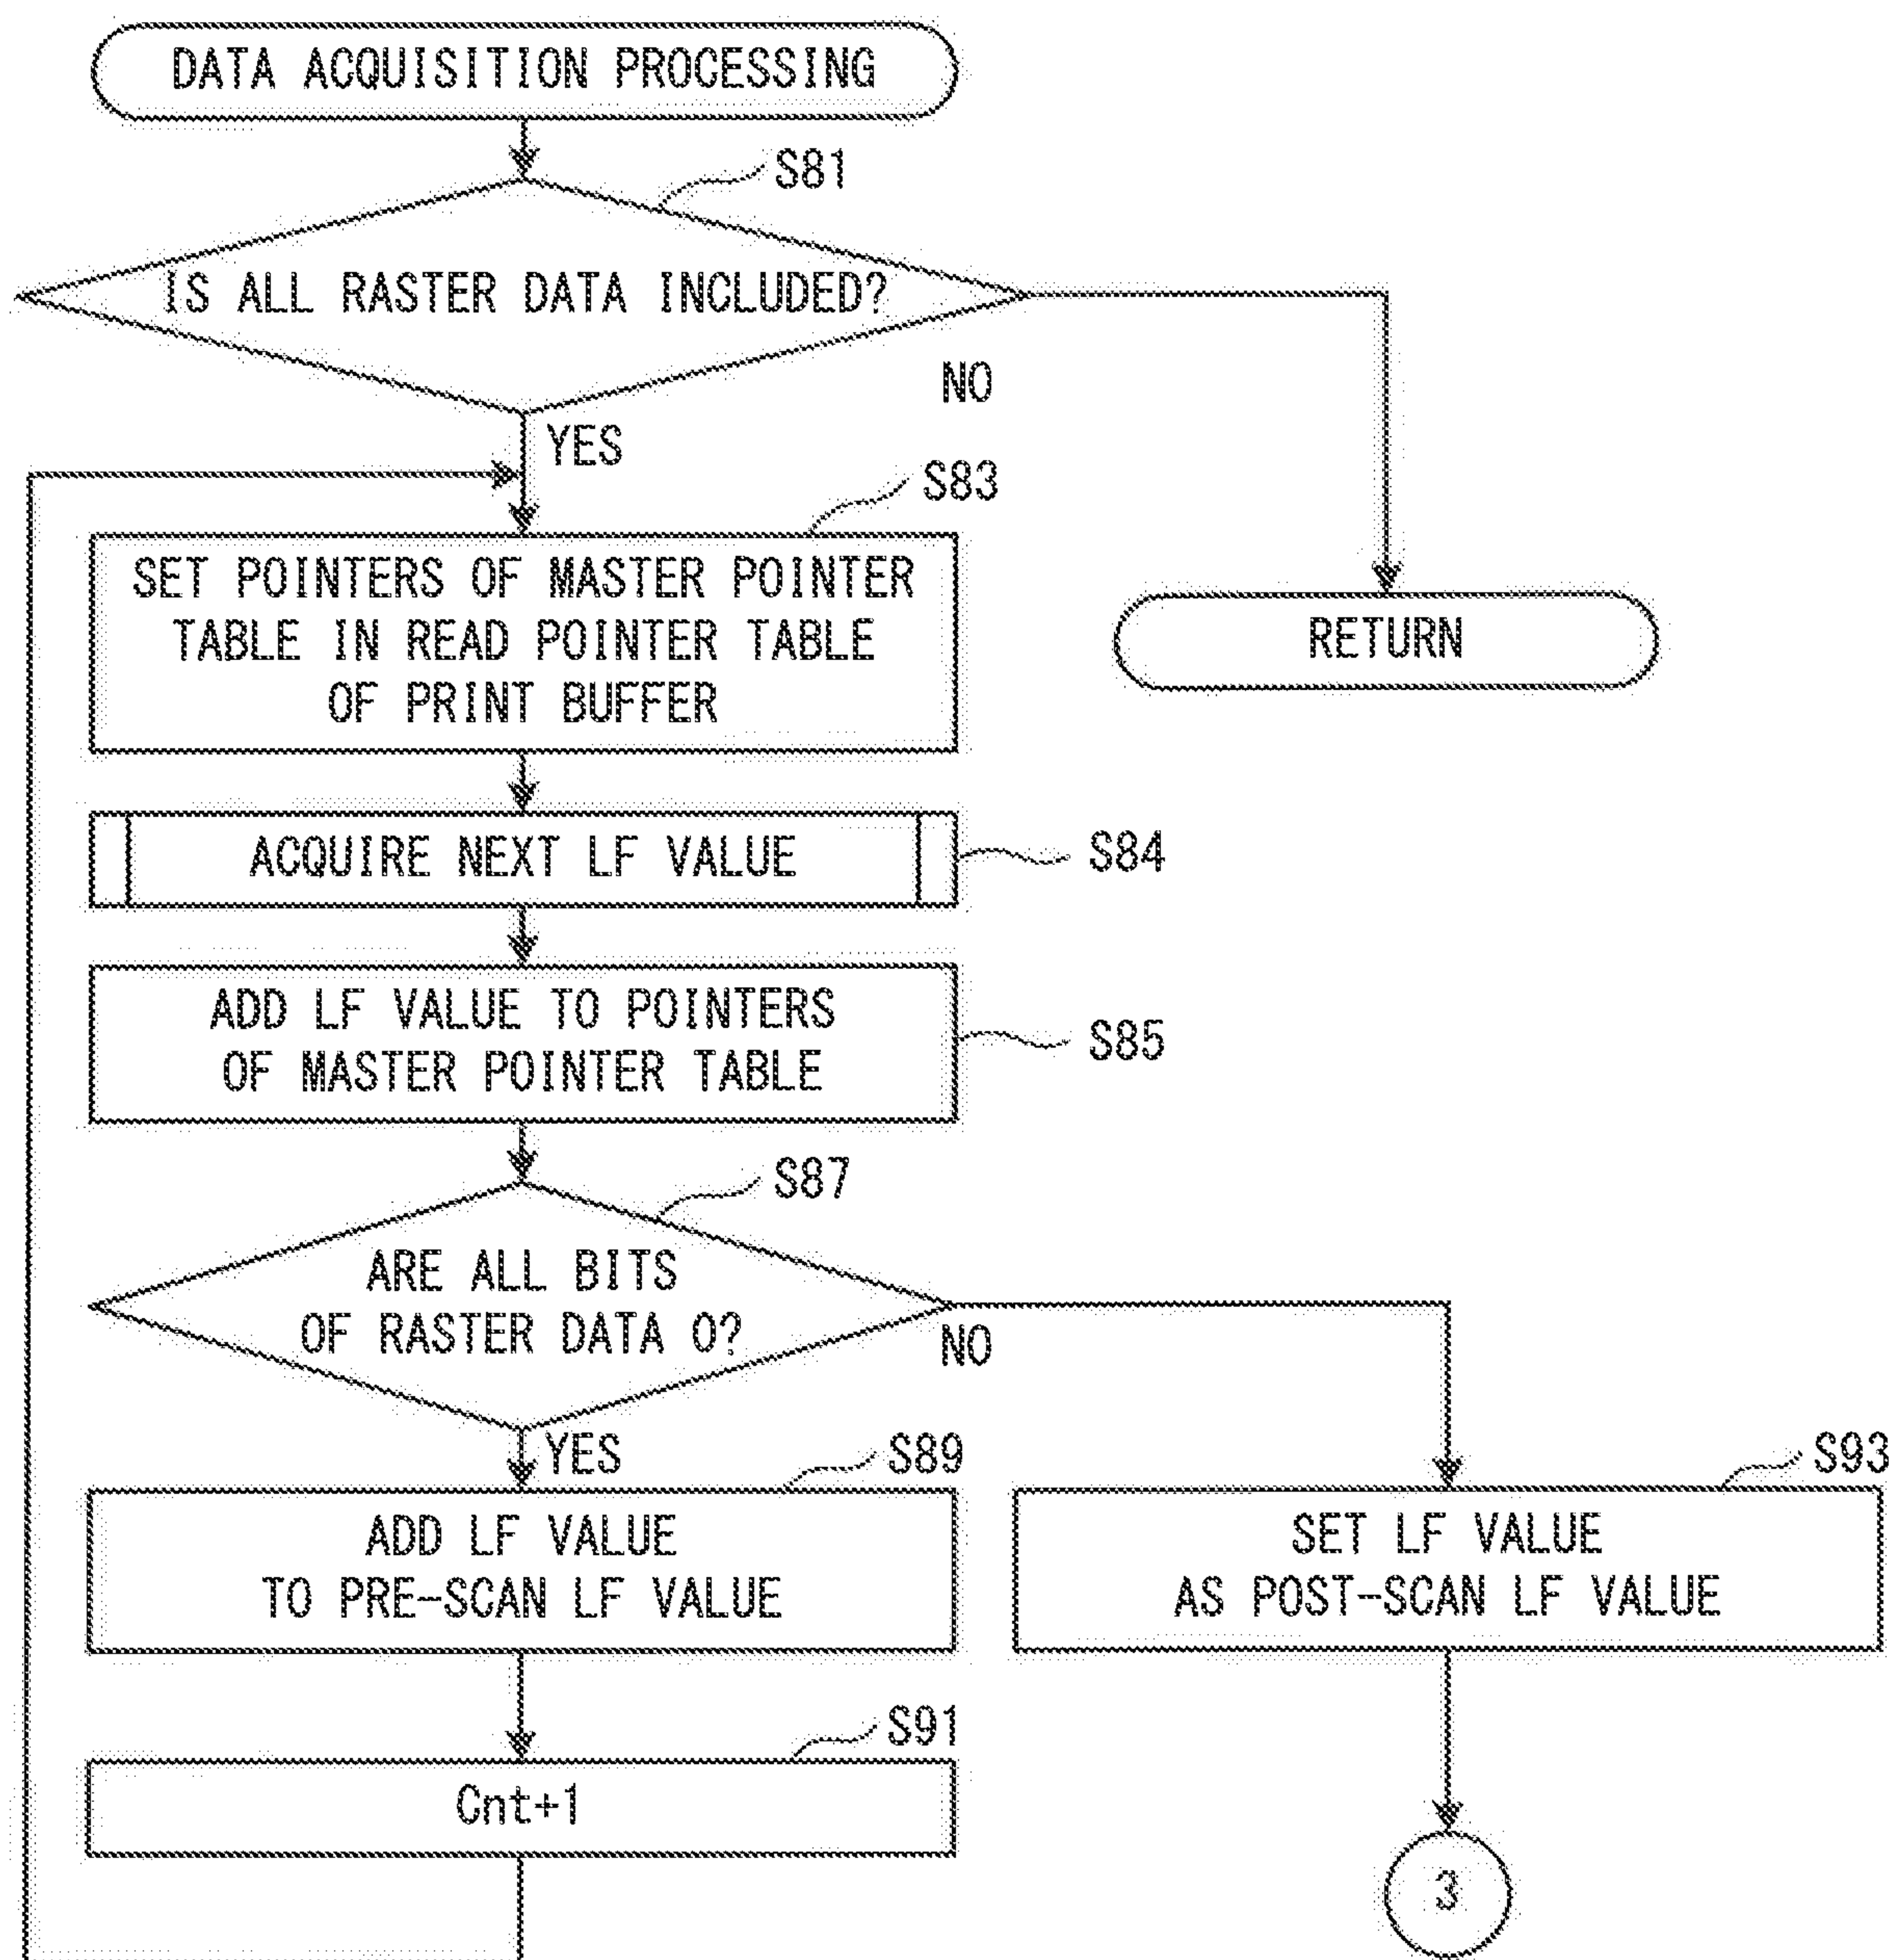 DATA ACQUISITION PROCESSING
S81
IS ALL RASTER DATA INCLUDED?
NO
YES
S83
SET POINTERS OF MASTER POINTER
TABLE IN READ POINTER TABLE
OF PRINT BUFFER
RETURN
ACQUIRE NEXT LF VALUE
S84
ADD LF VALUE TO POINTERS
OF MASTER POINTER TABLE
S85
S87
ARE ALL BITS
OF RASTER DATA 0?
NO
YES
S89
ADD LF VALUE
TO PRE-SCAN LF VALUE
S93
SET LF VALUE
AS POST-SCAN LF VALUE
S91
Cnt+1
3